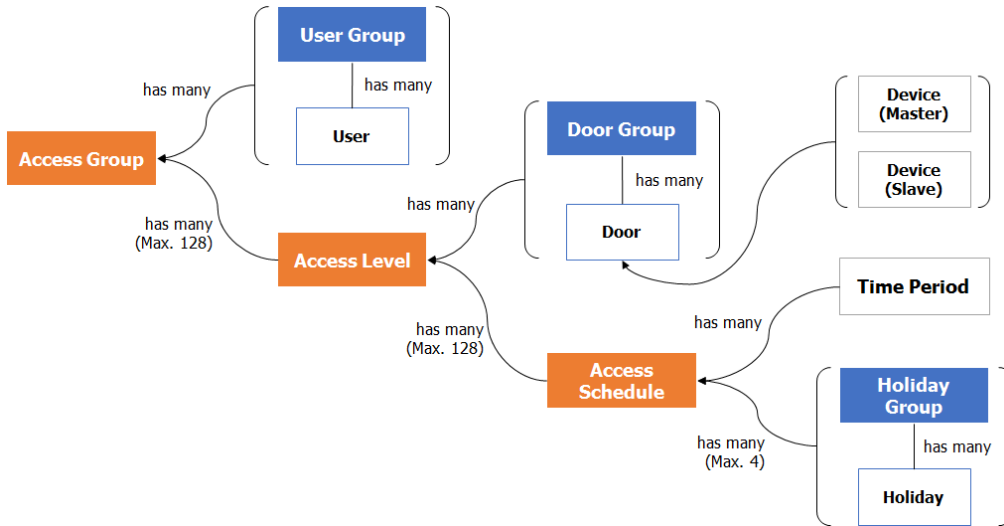 User Group
has many
has many
User
Access Group
has many
(Max. 128)
Access Level
has many
Door Group
has many
Door
Device
(Master)
Device
(Slave)
has many
(Max. 128)
Access
Schedule
has many
Time Period
has many
(Max. 4)
Holiday
Group
has many
Holiday